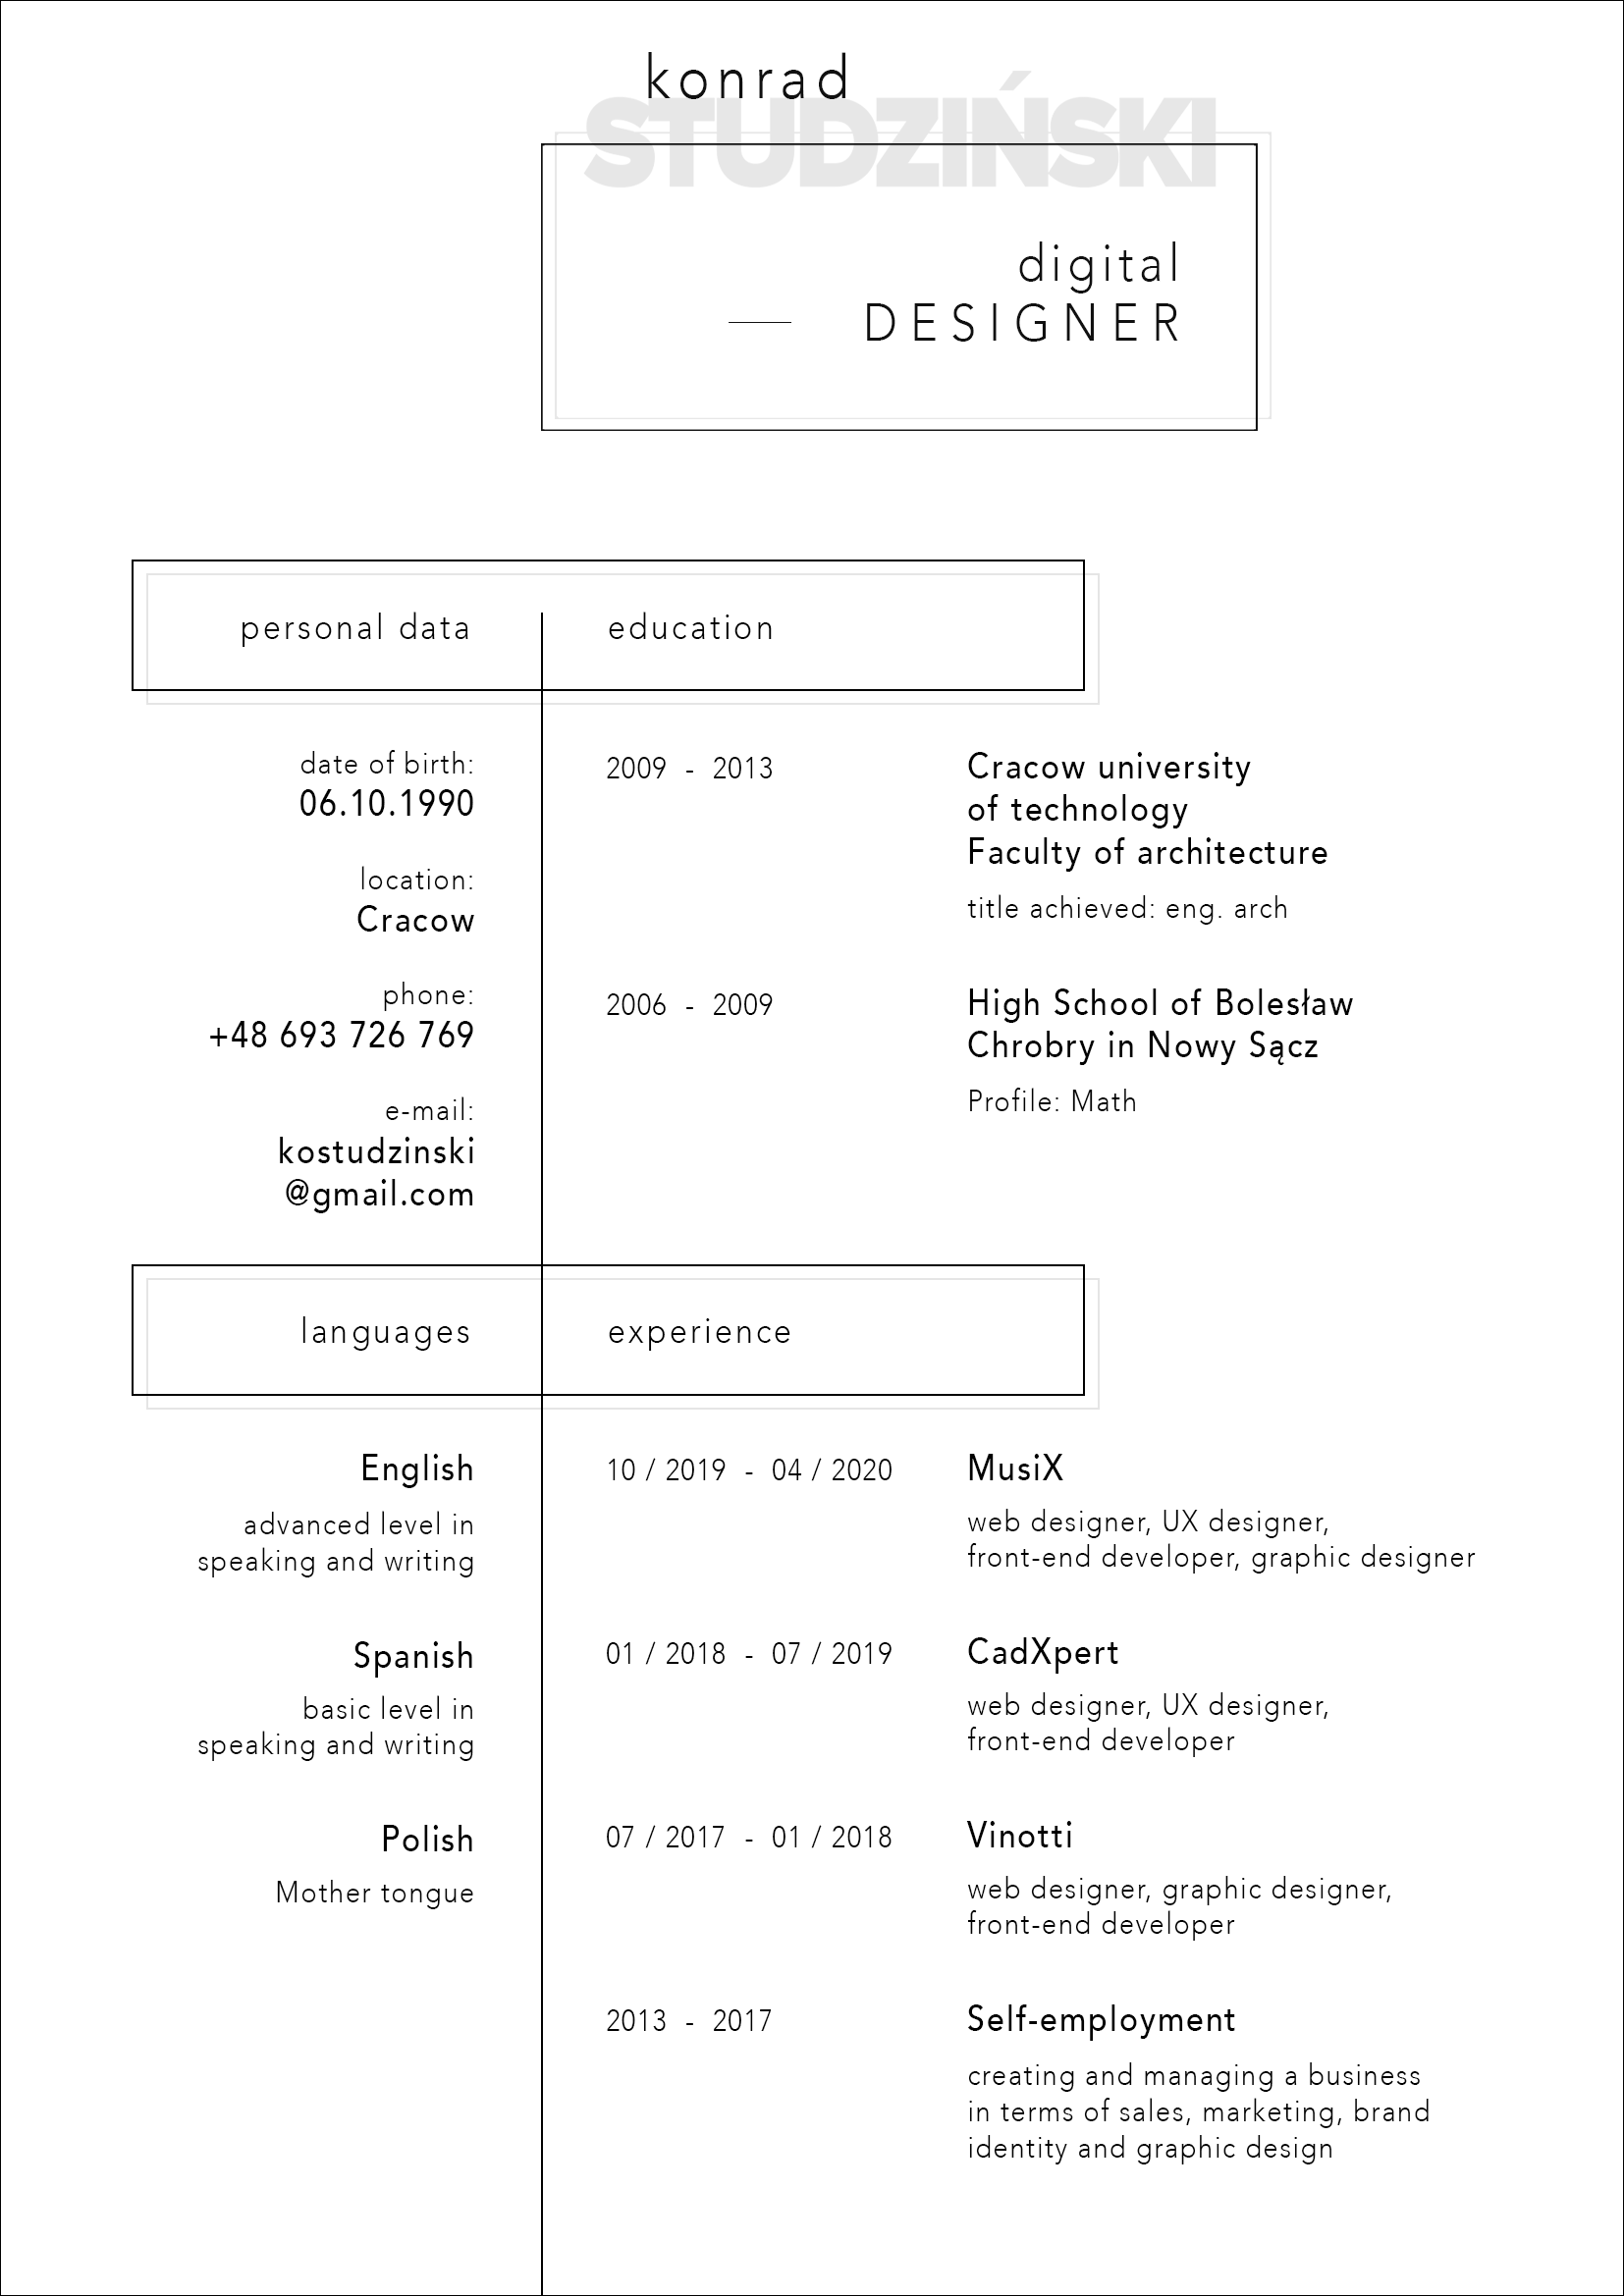 konrad
STUDZIŃSKI
digital
DESIGNER
personal data
date of birth:
06.10.1990
location:
Cracow
phone:
+48 693 726 769
e-mail:
kostudzinski
@gmail.com
education
2009 - 2013
Cracow university
of technology
Faculty of architecture
title achieved: eng. arch
2006 - 2009
High School of Bolesław
Chrobry in Nowy Sącz
Profile: Math
languages
English
advanced level in
speaking and writing
Spanish
basic level in
speaking and writing
Polish
Mother tongue
experience
10 / 2019 - 04 / 2020
MusiX
web designer, UX designer,
front-end developer, graphic designer
01 / 2018 - 07 / 2019
CadXpert
web designer, UX designer,
front-end developer
07 / 2017 - 01 / 2018
Vinotti
web designer, graphic designer,
front-end developer
2013 - 2017
Self-employment
creating and managing a business
in terms of sales, marketing, brand
identity and graphic design